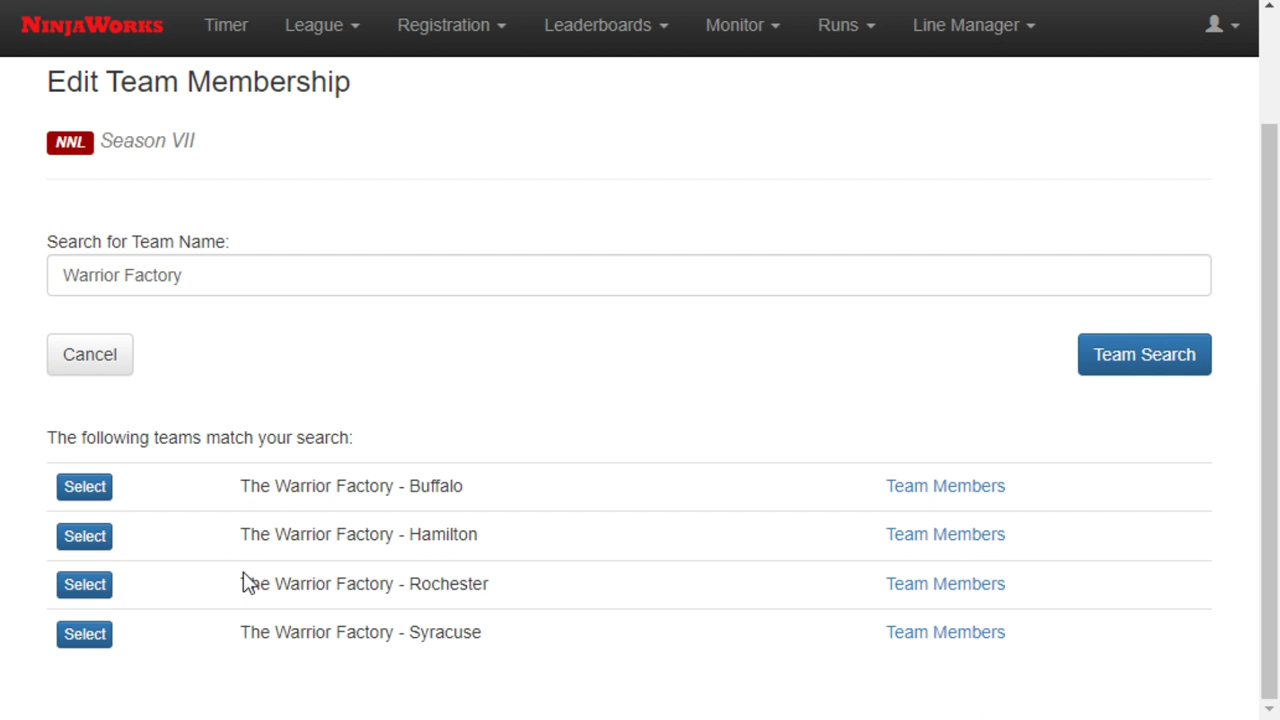 NinjaWorks Timer League Registration Leaderboards Monitor Runs Line Manager
Edit Team Membership
NNL Season VII
Search for Team Name:
Warrior Factory
Cancel Team Search
The following teams match your search:
Select The Warrior Factory - Buffalo Team Members
Select The Warrior Factory - Hamilton Team Members
Select The Warrior Factory - Rochester Team Members
Select The Warrior Factory - Syracuse Team Members